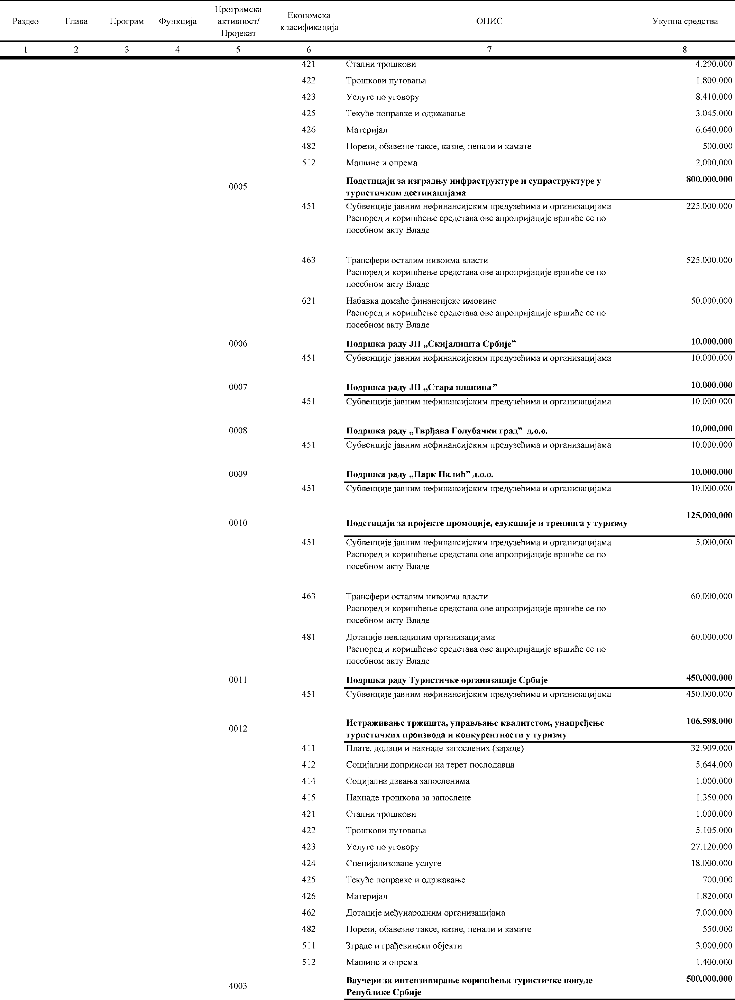 Раздео Глава Програм Функција Програмска активност/ Пројекат Економска класификација ОПИС Укупна средства
1 2 3 4 5 6 7 8
421 Стални трошкови 4.290.000
422 Трошкови путовања 1.800.000
423 Услуге по уговору 8.410.000
425 Текуће поправке и одржавање 3.045.000
426 Материјал 6.640.000
482 Порези, обавезне таксе, казне, пенали и камате 500.000
512 Машине и опрема 2.000.000
0005 Подстицаји за изградњу инфраструктуре и супраструктуре у 800.000.000
туристичким дестинацијама
451 Субвенције јавним нефинансијским предузећима и организацијама 225.000.000
Распоред и коришћење средстава ове апропријације вршиће се по
посебном акту Владе
463 Трансфери осталим нивоима власти 525.000.000
Распоред и коришћење средстава ове апропријације вршиће се по
посебном акту Владе
621 Набавка домаће финансијске имовине 50.000.000
Распоред и коришћење средстава ове апропријације вршиће се по
посебном акту Владе
0006 Подршка раду ЈП „Скијалишта Србије” 10.000.000
451 Субвенције јавним нефинансијским предузећима и организацијама 10.000.000
0007 Подршка раду ЈП „Стара планина” 10.000.000
451 Субвенције јавним нефинансијским предузећима и организацијама 10.000.000
0008 Подршка раду „Тврђава Голубачки град” д.о.о. 10.000.000
451 Субвенције јавним нефинансијским предузећима и организацијама 10.000.000
0009 Подршка раду „Парк Палић” д.о.о. 10.000.000
451 Субвенције јавним нефинансијским предузећима и организацијама 10.000.000
0010 Подстицаји за пројекте промоције, едукације и тренинга у туризму 125.000.000
451 Субвенције јавним нефинансијским предузећима и организацијама 5.000.000
Распоред и коришћење средстава ове апропријације вршиће се по
посебном акту Владе
463 Трансфери осталим нивоима власти 60.000.000
Распоред и коришћење средстава ове апропријације вршиће се по
посебном акту Владе
481 Дотације невладиним организацијама 60.000.000
Распоред и коришћење средстава ове апропријације вршиће се по
посебном акту Владе
0011 Подршка раду Туристичке организације Србије 450.000.000
451 Субвенције јавним нефинансијским предузећима и организацијама 450.000.000
0012 Истраживање тржишта, управљање квалитетом, унапређење 106.598.000
туристичких производа и конкурентности у туризму
411 Плате, додаци и накнаде запослених (зараде) 32.909.000
412 Социјални доприноси на терет послодавца 5.644.000
414 Социјална давања запосленима 1.000.000
415 Накнаде трошкова за запослене 1.350.000
421 Стални трошкови 1.000.000
422 Трошкови путовања 5.105.000
423 Услуге по уговору 27.120.000
424 Специјализоване услуге 18.000.000
425 Текуће поправке и одржавање 700.000
426 Материјал 1.820.000
462 Дотације међународним организацијама 7.000.000
482 Порези, обавезне таксе, казне, пенали и камате 550.000
511 Зграде и грађевински објекти 3.000.000
512 Машине и опрема 1.400.000
4003 Ваучери за интензивирање коришћења туристичке понуде 500.000.000
Републике Србије